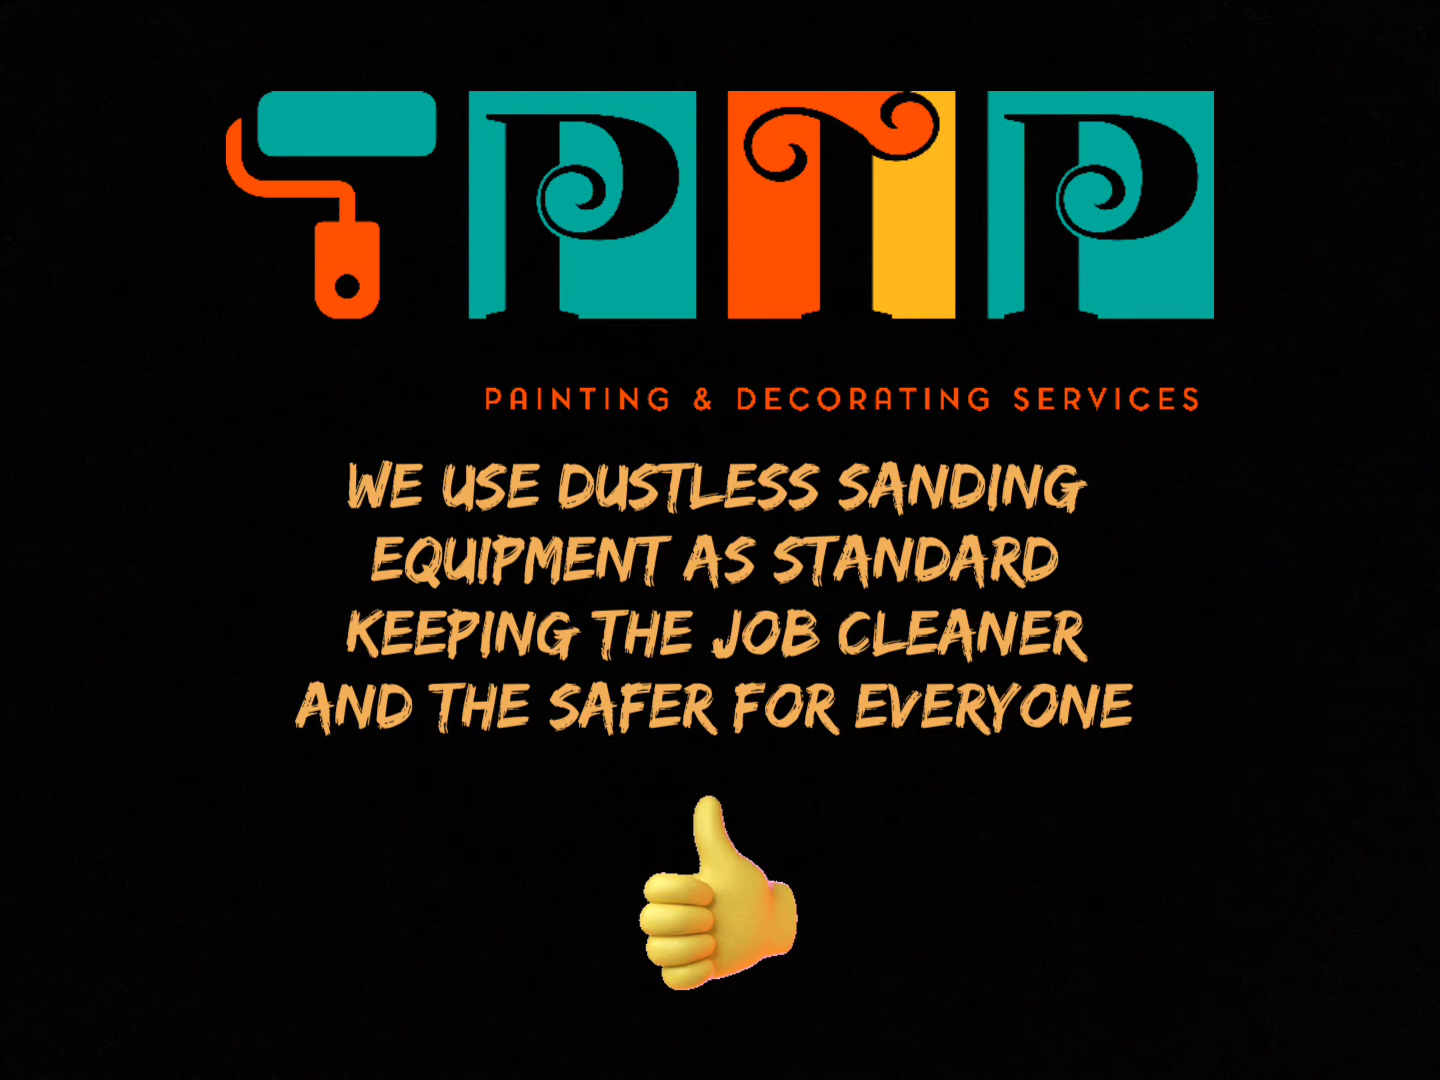 PTP
PAINTING & DECORATING SERVICES
WE USE DUSTLESS SANDING
EQUIPMENT AS STANDARD
KEEPING THE JOB CLEANER
AND THE SAFER FOR EVERYONE